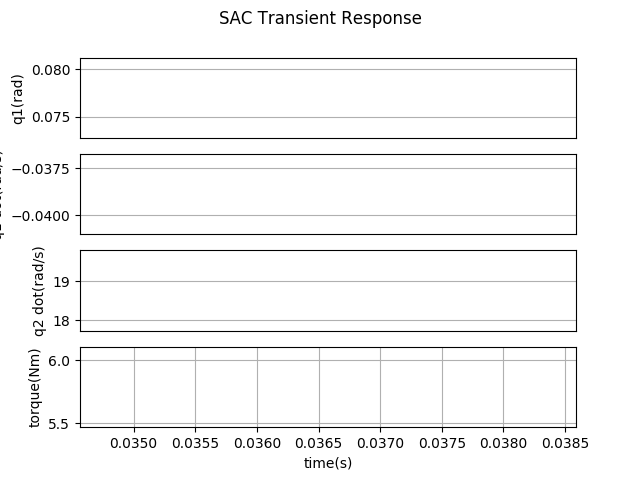 SAC Transient Response
0.080
0.075
q1(rad)
−0.0375
−0.0400
19
18
q2 dot(rad/s)
6.0
5.5
torque(Nm)
0.0350 0.0355 0.0360 0.0365 0.0370 0.0375 0.0380 0.0385
time(s)